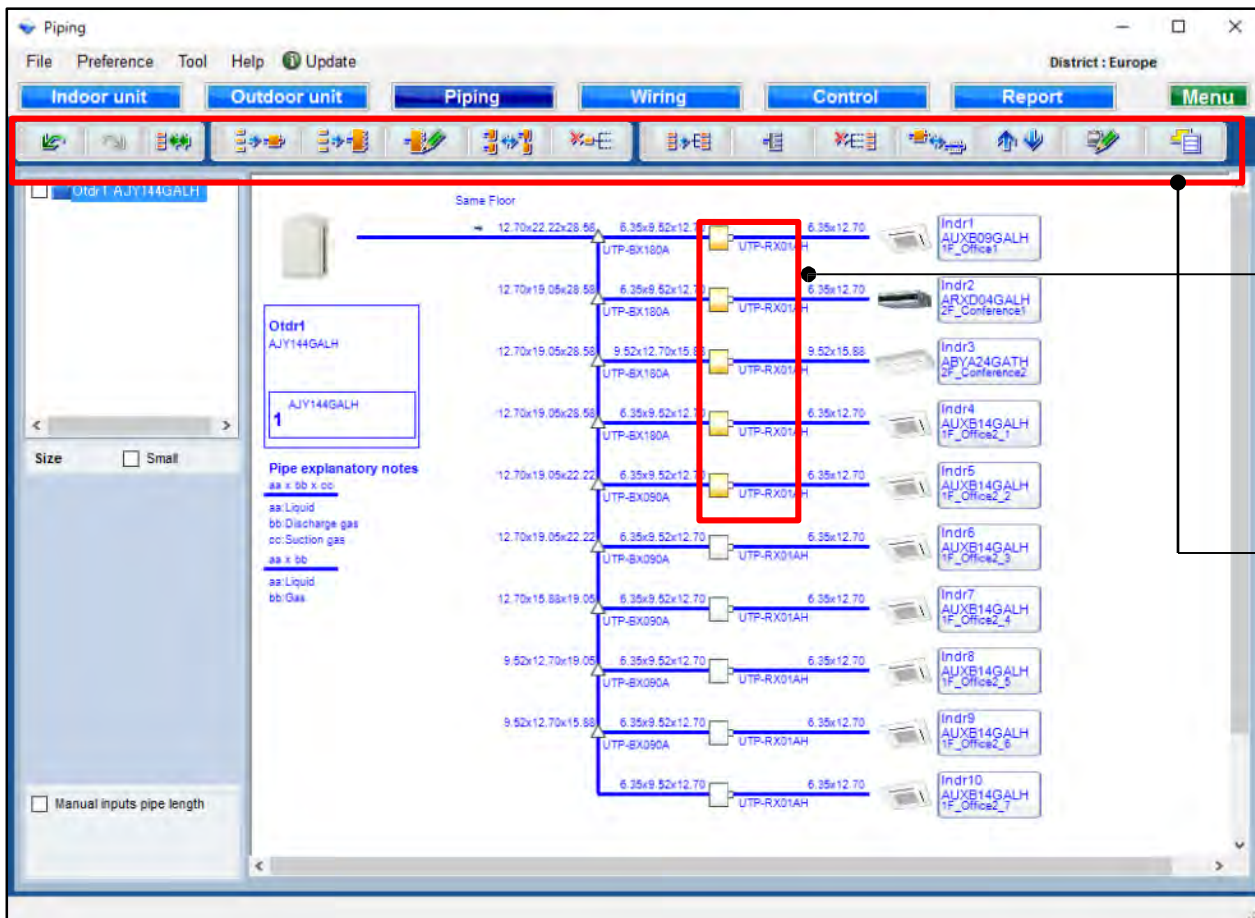 Piping
File Preference Tool Help Update District : Europe
Indoor unit Outdoor unit Piping Wiring Control Report Menu
Otdr1 AJY144GALH
Size Small
Manual inputs pipe length
Same Floor
Otdr1
AJY144GALH
AJY144GALH
1
Pipe explanatory notes
aa x bb x cc
aa:Liquid
bb:Discharge gas
cc:Suction gas
aa x bb
aa:Liquid
bb:Gas
12.70x22.22x28.58 6.35x9.52x12.70 6.35x12.70
UTP-BX180A UTP-RX01AH
Indr1
AUXB09GALH
1F_Office1
12.70x19.05x28.58 6.35x9.52x12.70 6.35x12.70
UTP-BX180A UTP-RX01AH
Indr2
ARXD04GALH
2F_Conference1
12.70x19.05x28.58 9.52x12.70x15.88 9.52x15.88
UTP-BX180A UTP-RX01AH
Indr3
ABYA24GATH
2F_Conference2
12.70x19.05x28.58 6.35x9.52x12.70 6.35x12.70
UTP-BX180A UTP-RX01AH
Indr4
AUXB14GALH
1F_Office2_1
12.70x19.05x22.22 6.35x9.52x12.70 6.35x12.70
UTP-BX090A UTP-RX01AH
Indr5
AUXB14GALH
1F_Office2_2
12.70x19.05x22.22 6.35x9.52x12.70 6.35x12.70
UTP-BX090A UTP-RX01AH
Indr6
AUXB14GALH
1F_Office2_3
12.70x15.88x19.05 6.35x9.52x12.70 6.35x12.70
UTP-BX090A UTP-RX01AH
Indr7
AUXB14GALH
1F_Office2_4
9.52x12.70x19.05 6.35x9.52x12.70 6.35x12.70
UTP-BX090A UTP-RX01AH
Indr8
AUXB14GALH
1F_Office2_5
9.52x12.70x15.88 6.35x9.52x12.70 6.35x12.70
UTP-BX090A UTP-RX01AH
Indr9
AUXB14GALH
1F_Office2_6
6.35x9.52x12.70 6.35x12.70
UTP-RX01AH
Indr10
AUXB14GALH
1F_Office2_7